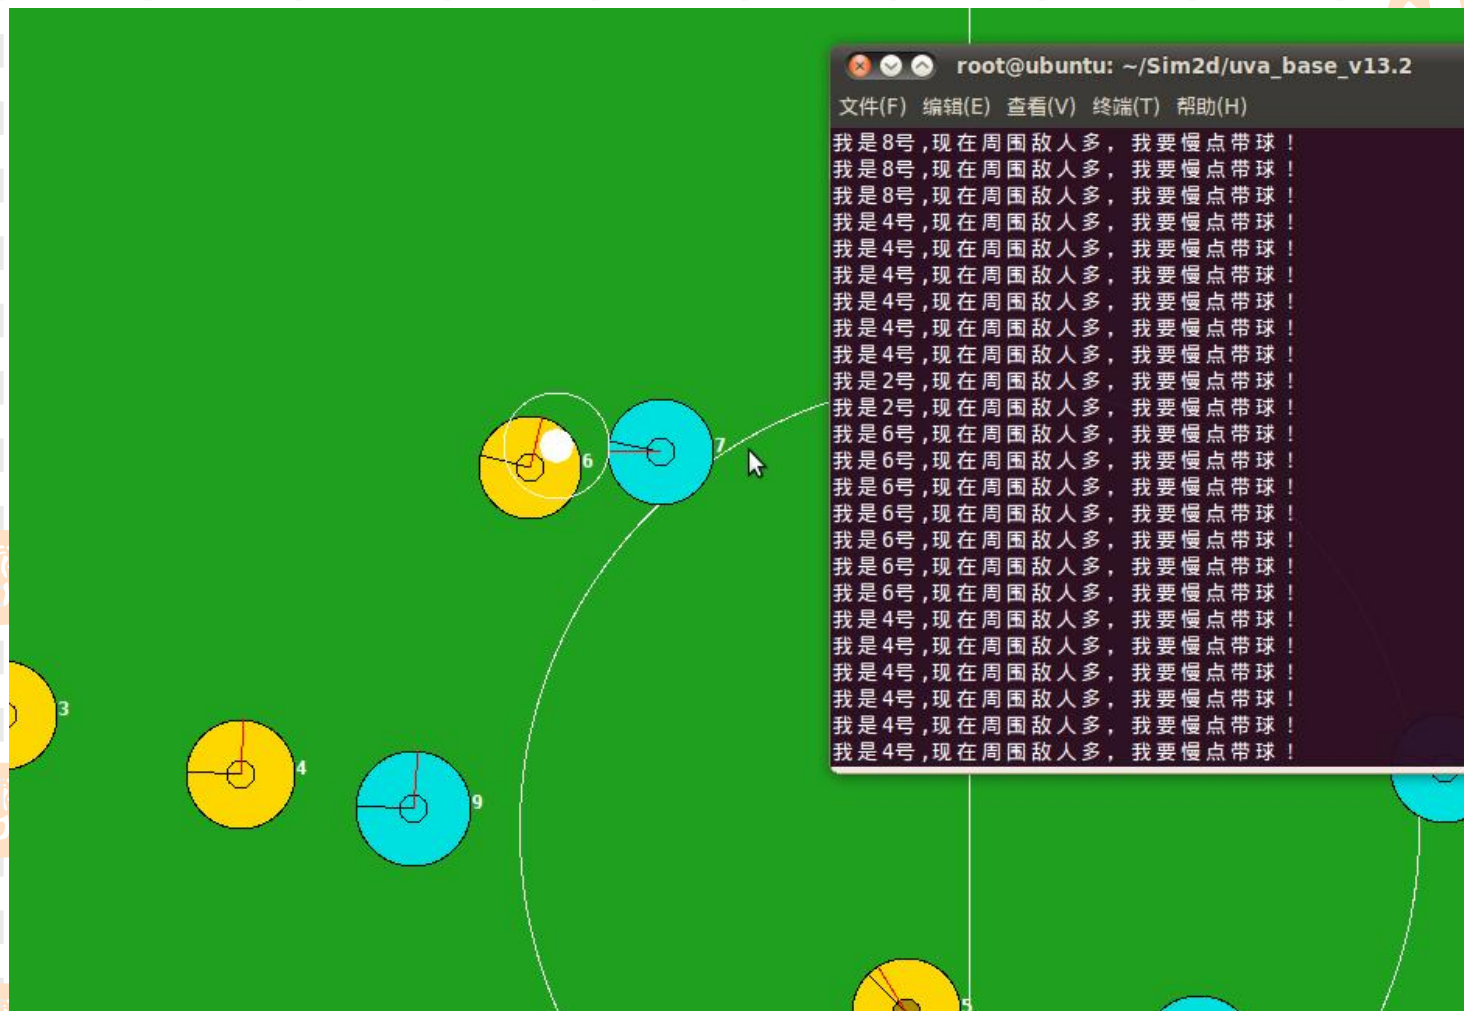 root@ubuntu: ~/Sim2d/uva_base_v13.2
文件(F) 编辑(E) 查看(V) 终端(T) 帮助(H)
我是8号,现在周围敌人多，我要慢点带球！
我是8号,现在周围敌人多，我要慢点带球！
我是8号,现在周围敌人多，我要慢点带球！
我是4号,现在周围敌人多，我要慢点带球！
我是4号,现在周围敌人多，我要慢点带球！
我是4号,现在周围敌人多，我要慢点带球！
我是4号,现在周围敌人多，我要慢点带球！
我是4号,现在周围敌人多，我要慢点带球！
我是4号,现在周围敌人多，我要慢点带球！
我是2号,现在周围敌人多，我要慢点带球！
我是2号,现在周围敌人多，我要慢点带球！
我是6号,现在周围敌人多，我要慢点带球！
我是6号,现在周围敌人多，我要慢点带球！
我是6号,现在周围敌人多，我要慢点带球！
我是6号,现在周围敌人多，我要慢点带球！
我是6号,现在周围敌人多，我要慢点带球！
我是6号,现在周围敌人多，我要慢点带球！
我是6号,现在周围敌人多，我要慢点带球！
我是4号,现在周围敌人多，我要慢点带球！
我是4号,现在周围敌人多，我要慢点带球！
我是4号,现在周围敌人多，我要慢点带球！
我是4号,现在周围敌人多，我要慢点带球！
我是4号,现在周围敌人多，我要慢点带球！
我是4号,现在周围敌人多，我要慢点带球！
7
6
3
4
9
5